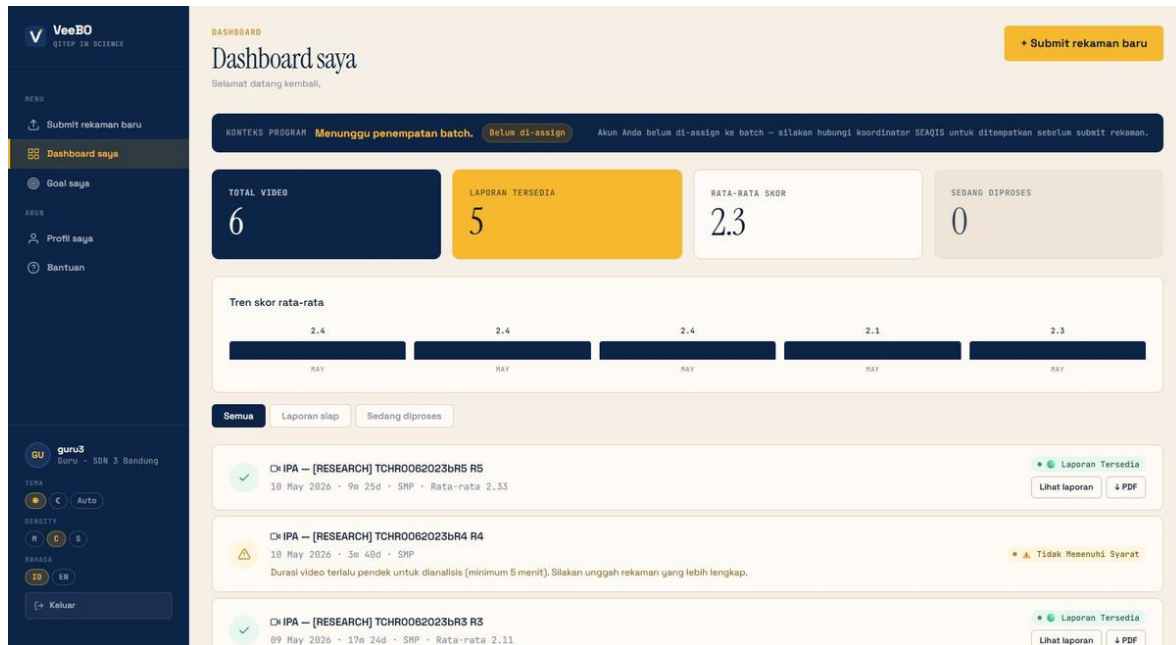 VeeBO
QITEP IN SCIENCE
MENU
Submit rekaman baru
Dashboard saya
Goal saya
AKUN
Profil saya
Bantuan
GU
guru3
Guru · SDN 3 Bandung
TEMA
Auto
DENSITY
M C S
BAHASA
ID EN
Keluar
DASHBOARD
Dashboard saya
Selamat datang kembali,
+ Submit rekaman baru
KONTEKS PROGRAM Menunggu penempatan batch. Belum di-assign Akun Anda belum di-assign ke batch — silakan hubungi koordinator SEAQIS untuk ditempatkan sebelum submit rekaman.
TOTAL VIDEO
6
LAPORAN TERSEDIA
5
RATA-RATA SKOR
2.3
SEDANG DIPROSES
0
Tren skor rata-rata
2.4 2.4 2.4 2.1 2.3
MAY MAY MAY MAY MAY
Semua Laporan siap Sedang diproses
IPA — [RESEARCH] TCHR0062023bR5 R5
10 May 2026 · 9m 25d · SMP · Rata-rata 2.33
Laporan Tersedia
Lihat laporan ↓ PDF
IPA — [RESEARCH] TCHR0062023bR4 R4
10 May 2026 · 3m 40d · SMP
Durasi video terlalu pendek untuk dianalisis (minimum 5 menit). Silakan unggah rekaman yang lebih lengkap.
Tidak Memenuhi Syarat
IPA — [RESEARCH] TCHR0062023bR3 R3
09 May 2026 · 17m 24d · SMP · Rata-rata 2.11
Laporan Tersedia
Lihat laporan ↓ PDF